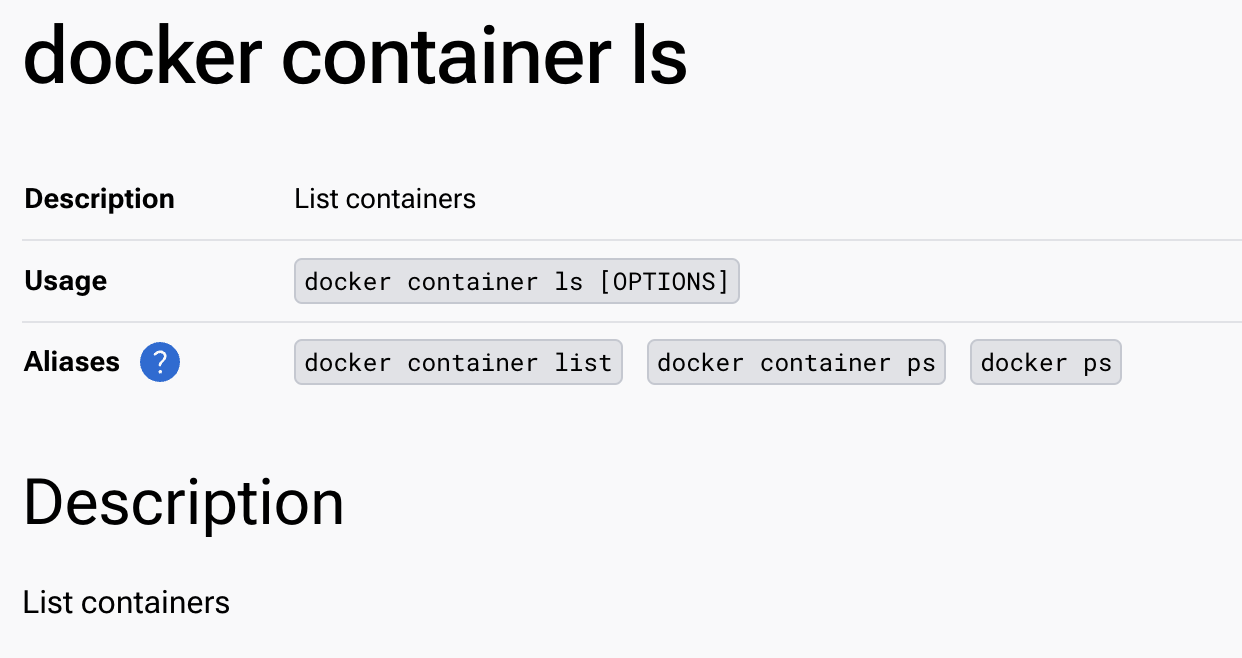 docker container ls
Description List containers
Usage docker container ls [OPTIONS]
Aliases ? docker container list docker container ps docker ps
Description
List containers